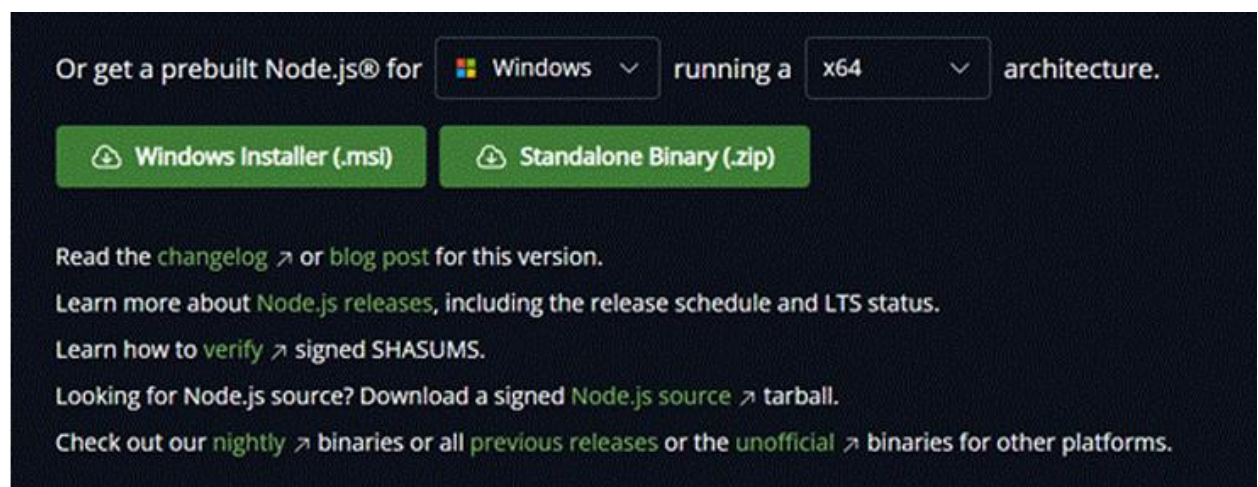 Or get a prebuilt Node.js® for Windows running a x64 architecture.
Windows Installer (.msi) Standalone Binary (.zip)
Read the changelog ↗ or blog post for this version.
Learn more about Node.js releases, including the release schedule and LTS status.
Learn how to verify ↗ signed SHASUMS.
Looking for Node.js source? Download a signed Node.js source ↗ tarball.
Check out our nightly ↗ binaries or all previous releases or the unofficial ↗ binaries for other platforms.